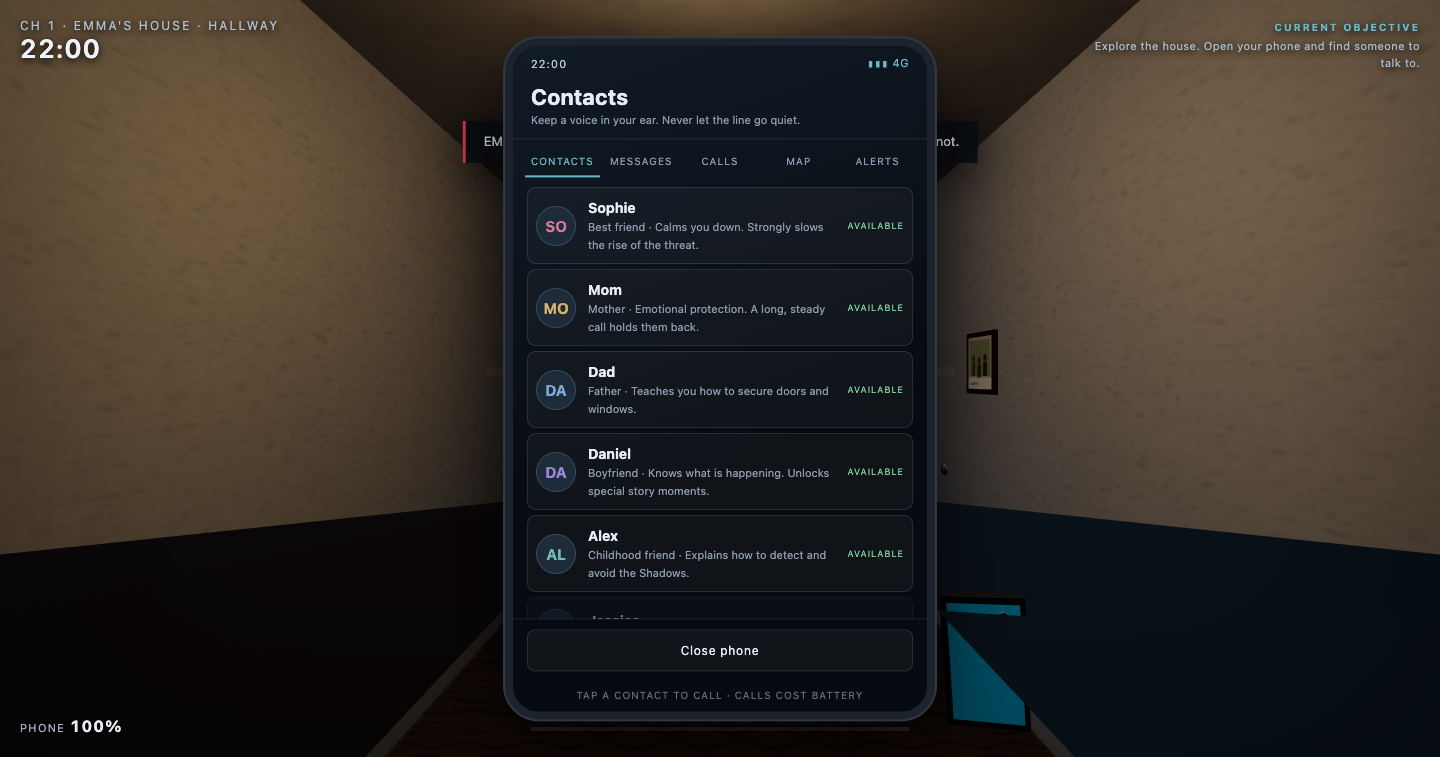 CH 1 · EMMA'S HOUSE · HALLWAY
22:00
CURRENT OBJECTIVE
Explore the house. Open your phone and find someone to
talk to.
22:00
4G
Contacts
Keep a voice in your ear. Never let the line go quiet.
EM
not.
CONTACTS MESSAGES CALLS MAP ALERTS
SO
Sophie
Best friend · Calms you down. Strongly slows
the rise of the threat.
AVAILABLE
MO
Mom
Mother · Emotional protection. A long, steady
call holds them back.
AVAILABLE
DA
Dad
Father · Teaches you how to secure doors and
windows.
AVAILABLE
DA
Daniel
Boyfriend · Knows what is happening. Unlocks
special story moments.
AVAILABLE
AL
Alex
Childhood friend · Explains how to detect and
avoid the Shadows.
AVAILABLE
Close phone
TAP A CONTACT TO CALL · CALLS COST BATTERY
PHONE 100%